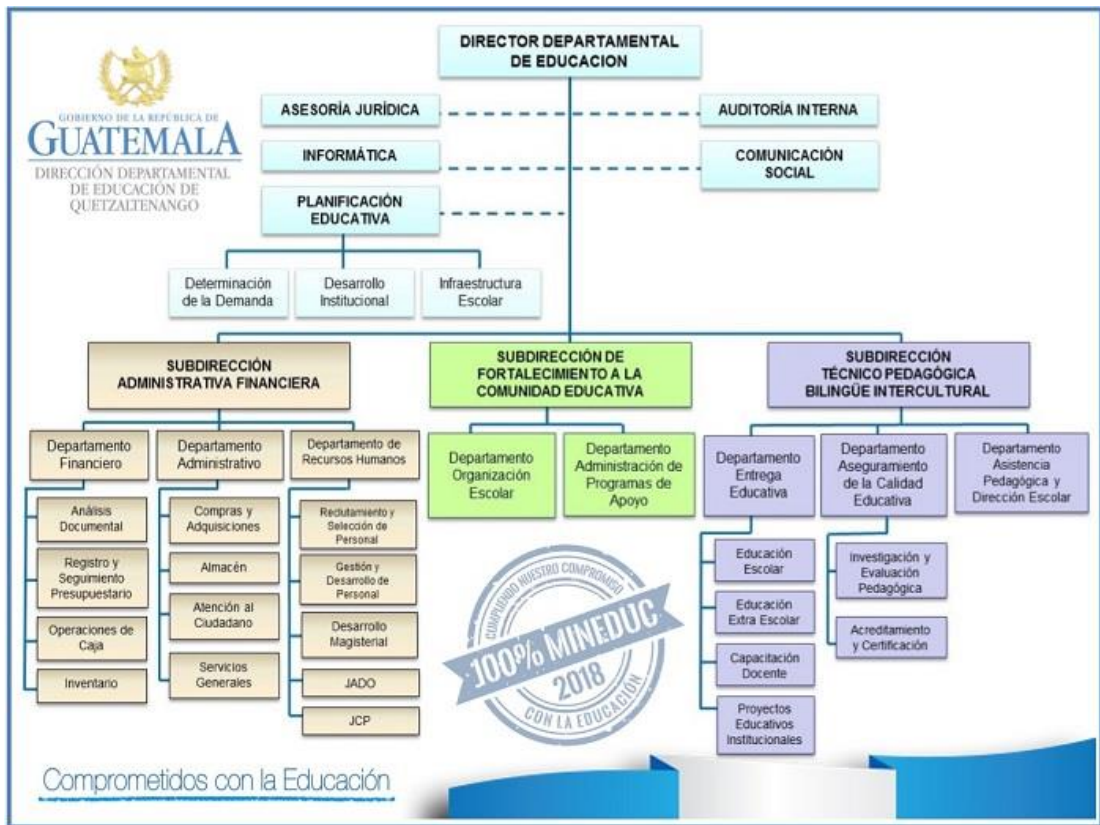 DIRECTOR DEPARTAMENTAL
DE EDUCACION
GOBIERNO DE LA REPÚBLICA DE
GUATEMALA
DIRECCIÓN DEPARTAMENTAL
DE EDUCACIÓN DE
QUETZALTENANGO
ASESORÍA JURÍDICA
AUDITORÍA INTERNA
INFORMÁTICA
COMUNICACIÓN
SOCIAL
PLANIFICACIÓN
EDUCATIVA
Determinación
de la Demanda
Desarrollo
Institucional
Infraestructura
Escolar
SUBDIRECCIÓN
ADMINISTRATIVA FINANCIERA
SUBDIRECCIÓN DE
FORTALECIMIENTO A LA
COMUNIDAD EDUCATIVA
SUBDIRECCIÓN
TÉCNICO PEDAGÓGICA
BILINGÜE INTERCULTURAL
Departamento
Financiero
Departamento
Administrativo
Departamento de
Recursos Humanos
Departamento
Organización
Escolar
Departamento
Administración de
Programas de
Apoyo
Departamento
Entrega
Educativa
Departamento
Aseguramiento
de la Calidad
Educativa
Departamento
Asistencia
Pedagógica y
Dirección Escolar
Análisis
Documental
Registro y
Seguimiento
Presupuestario
Operaciones de
Caja
Inventario
Compras y
Adquisiciones
Almacén
Atención al
Ciudadano
Servicios
Generales
Reclutamiento y
Selección de
Personal
Gestión y
Desarrollo de
Personal
Desarrollo
Magisterial
JADO
JCP
Educación
Escolar
Educación
Extra Escolar
Capacitación
Docente
Proyectos
Educativos
Institucionales
Investigación y
Evaluación
Pedagógica
Acreditamiento
y Certificación
CUMPLIENDO NUESTRO COMPROMISO
100% MINEDUC
2018
CON LA EDUCACIÓN
Comprometidos con la Educación